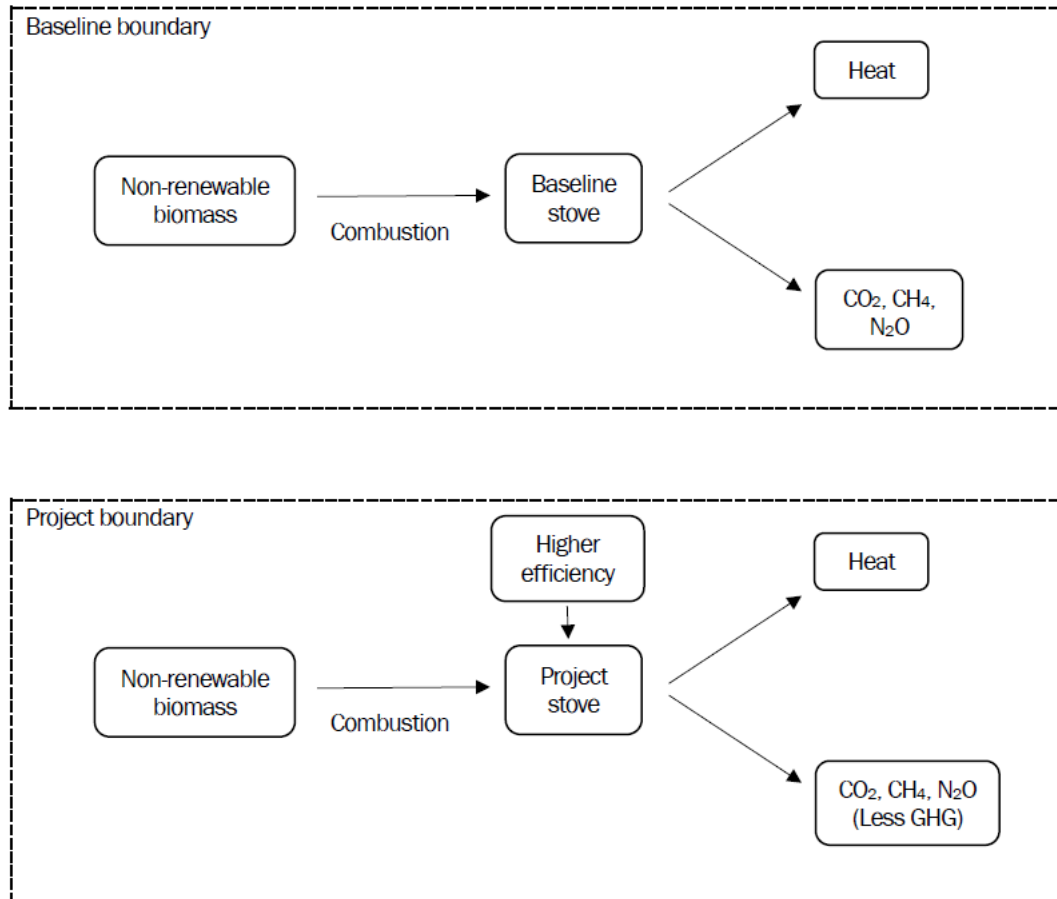 Baseline boundary
Heat
Non-renewable
biomass
Combustion
Baseline
stove
CO₂, CH₄,
N₂O
Project boundary
Higher
efficiency
Heat
Non-renewable
biomass
Combustion
Project
stove
CO₂, CH₄, N₂O
(Less GHG)